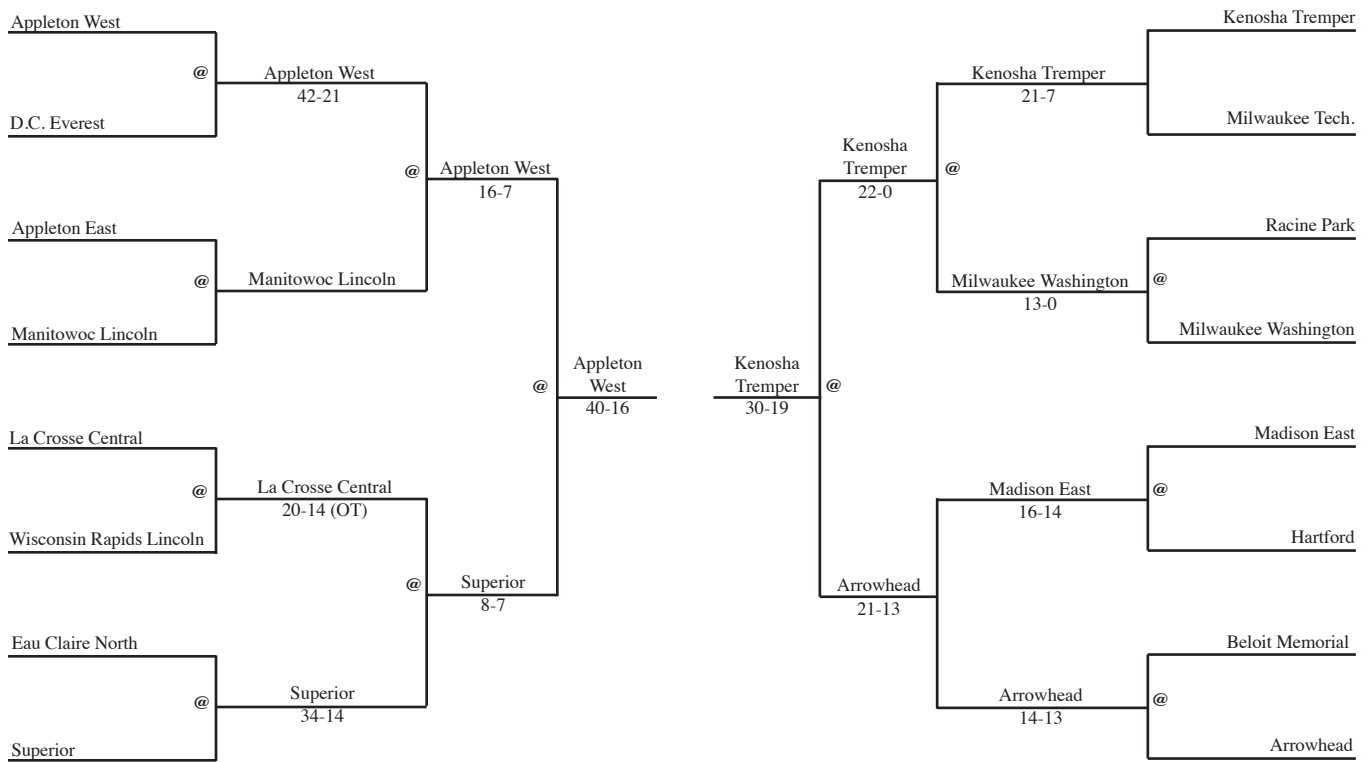 Appleton West
@
Appleton West
42-21
D.C. Everest
@
Appleton West
16-7
Appleton East
@
Manitowoc Lincoln
Manitowoc Lincoln
@
Appleton
West
40-16
La Crosse Central
@
La Crosse Central
20-14 (OT)
Wisconsin Rapids Lincoln
@
Superior
8-7
Eau Claire North
@
Superior
34-14
Superior
Kenosha Tremper
Kenosha Tremper
21-7
Milwaukee Tech.
Kenosha
Tremper
22-0
@
Racine Park
Milwaukee Washington
13-0
@
Milwaukee Washington
Kenosha
Tremper
30-19
@
Madison East
Madison East
16-14
@
Hartford
Arrowhead
21-13
Beloit Memorial
Arrowhead
14-13
@
Arrowhead